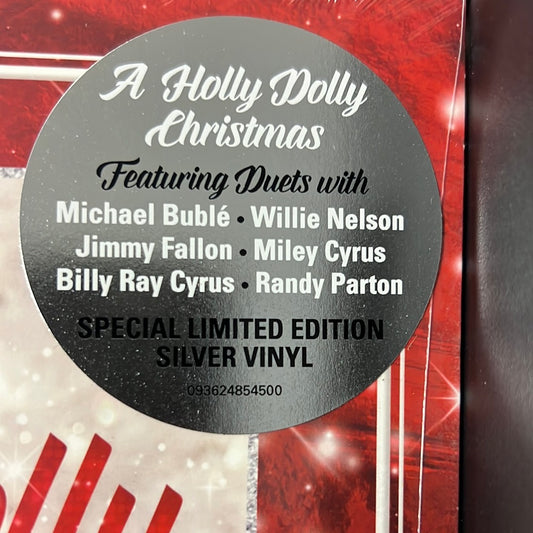 A Holly Dolly
Christmas
Featuring Duets with
Michael Bublé • Willie Nelson
Jimmy Fallon • Miley Cyrus
Billy Ray Cyrus • Randy Parton
SPECIAL LIMITED EDITION
SILVER VINYL
093624854500